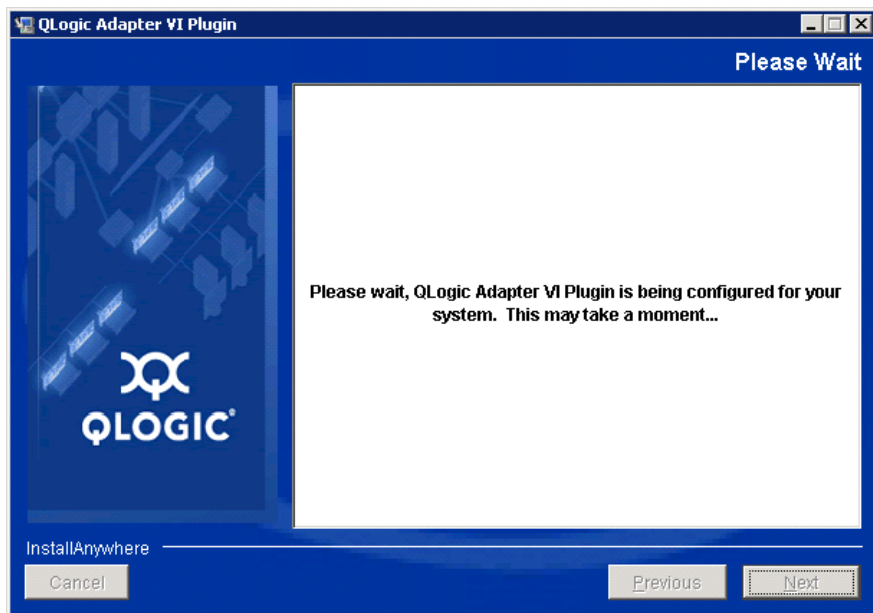 QLogic Adapter VI Plugin
Please Wait
Please wait, QLogic Adapter VI Plugin is being configured for your
system. This may take a moment...
QLOGIC®
InstallAnywhere
Cancel
Previous
Next